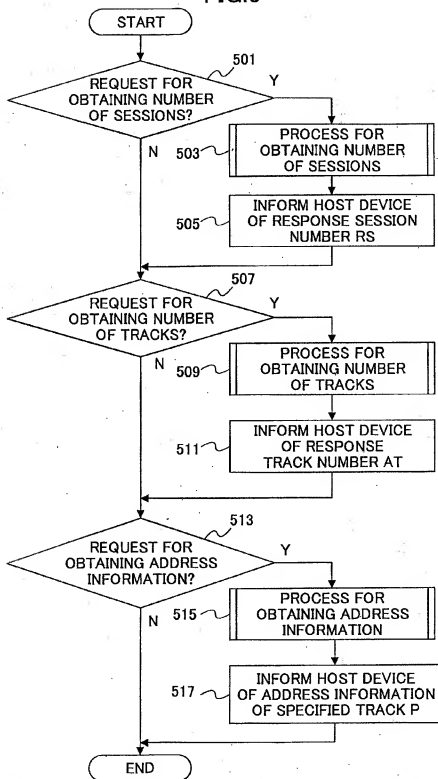 START
501
REQUEST FOR
OBTAINING NUMBER
OF SESSIONS?
Y
N
503
PROCESS FOR
OBTAINING NUMBER
OF SESSIONS
505
INFORM HOST DEVICE
OF RESPONSE SESSION
NUMBER RS
507
REQUEST FOR
OBTAINING NUMBER
OF TRACKS?
Y
N
509
PROCESS FOR
OBTAINING NUMBER
OF TRACKS
511
INFORM HOST DEVICE
OF RESPONSE
TRACK NUMBER AT
513
REQUEST FOR
OBTAINING ADDRESS
INFORMATION?
Y
N
515
PROCESS FOR
OBTAINING ADDRESS
INFORMATION
517
INFORM HOST DEVICE
OF ADDRESS INFORMATION
OF SPECIFIED TRACK P
END